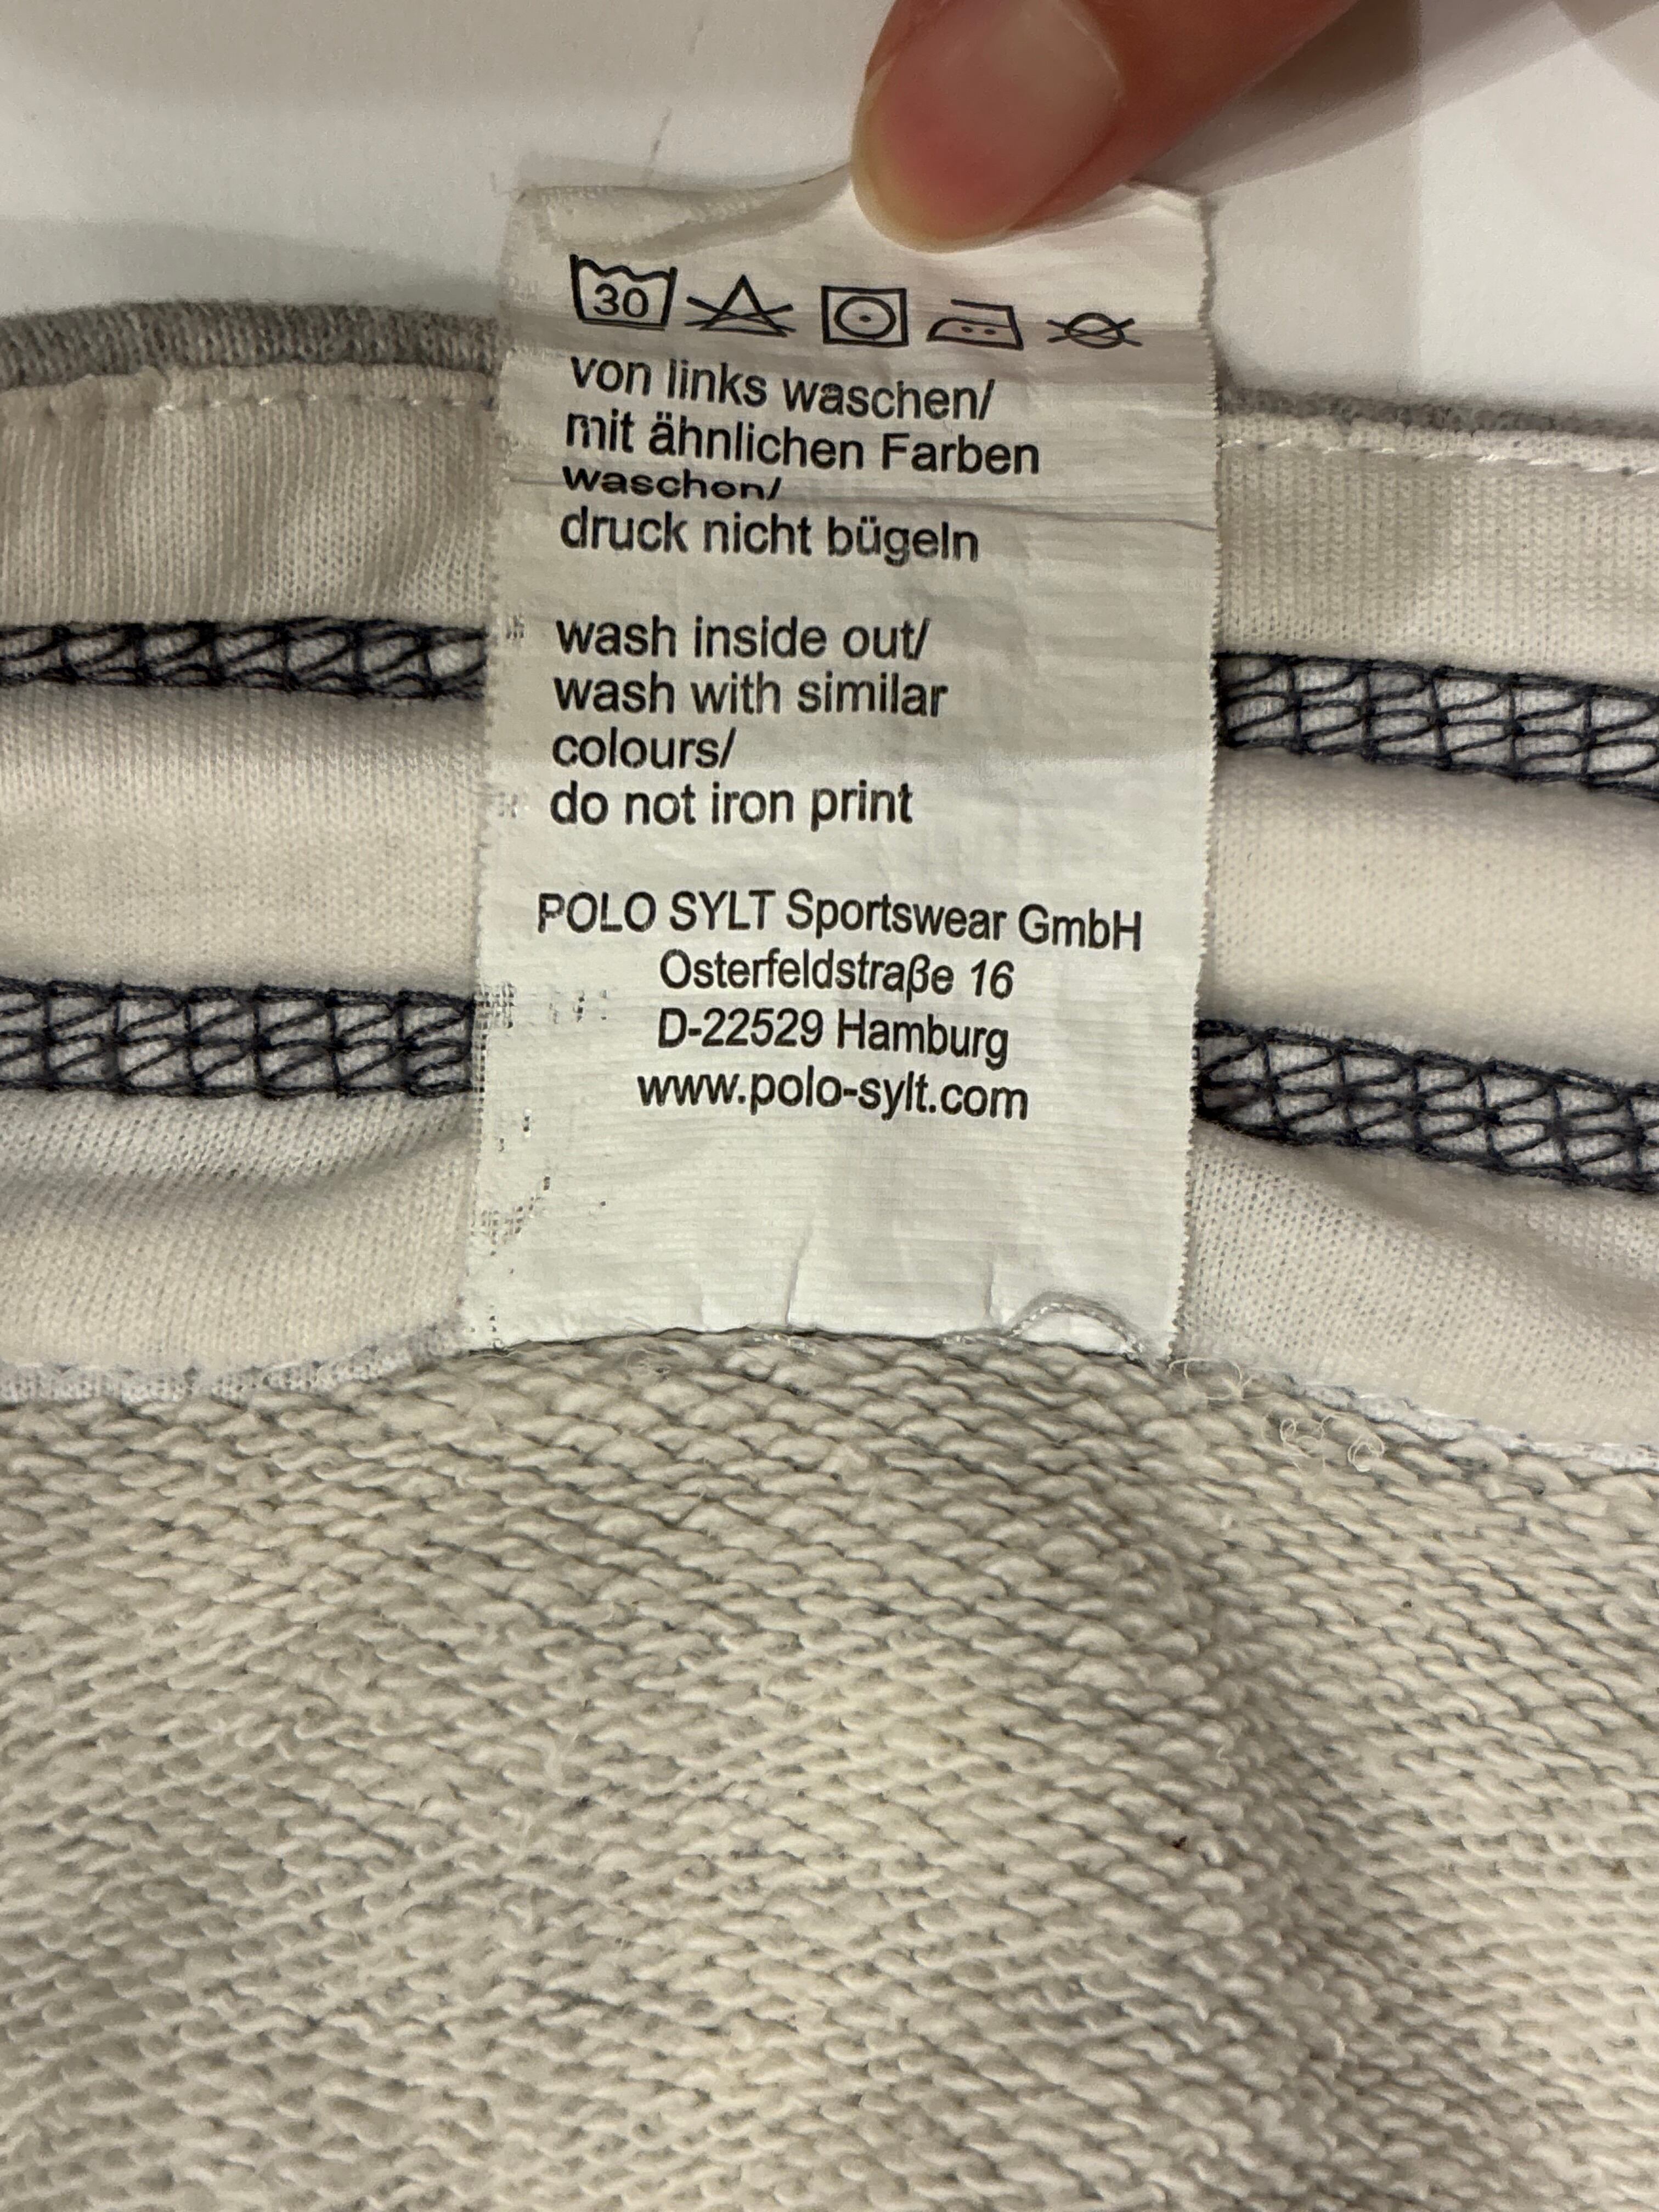 30
von links waschen/
mit ähnlichen Farben
waschen/
druck nicht bügeln
wash inside out/
wash with similar
colours/
do not iron print
POLO SYLT Sportswear GmbH
Osterfeldstraße 16
D-22529 Hamburg
www.polo-sylt.com